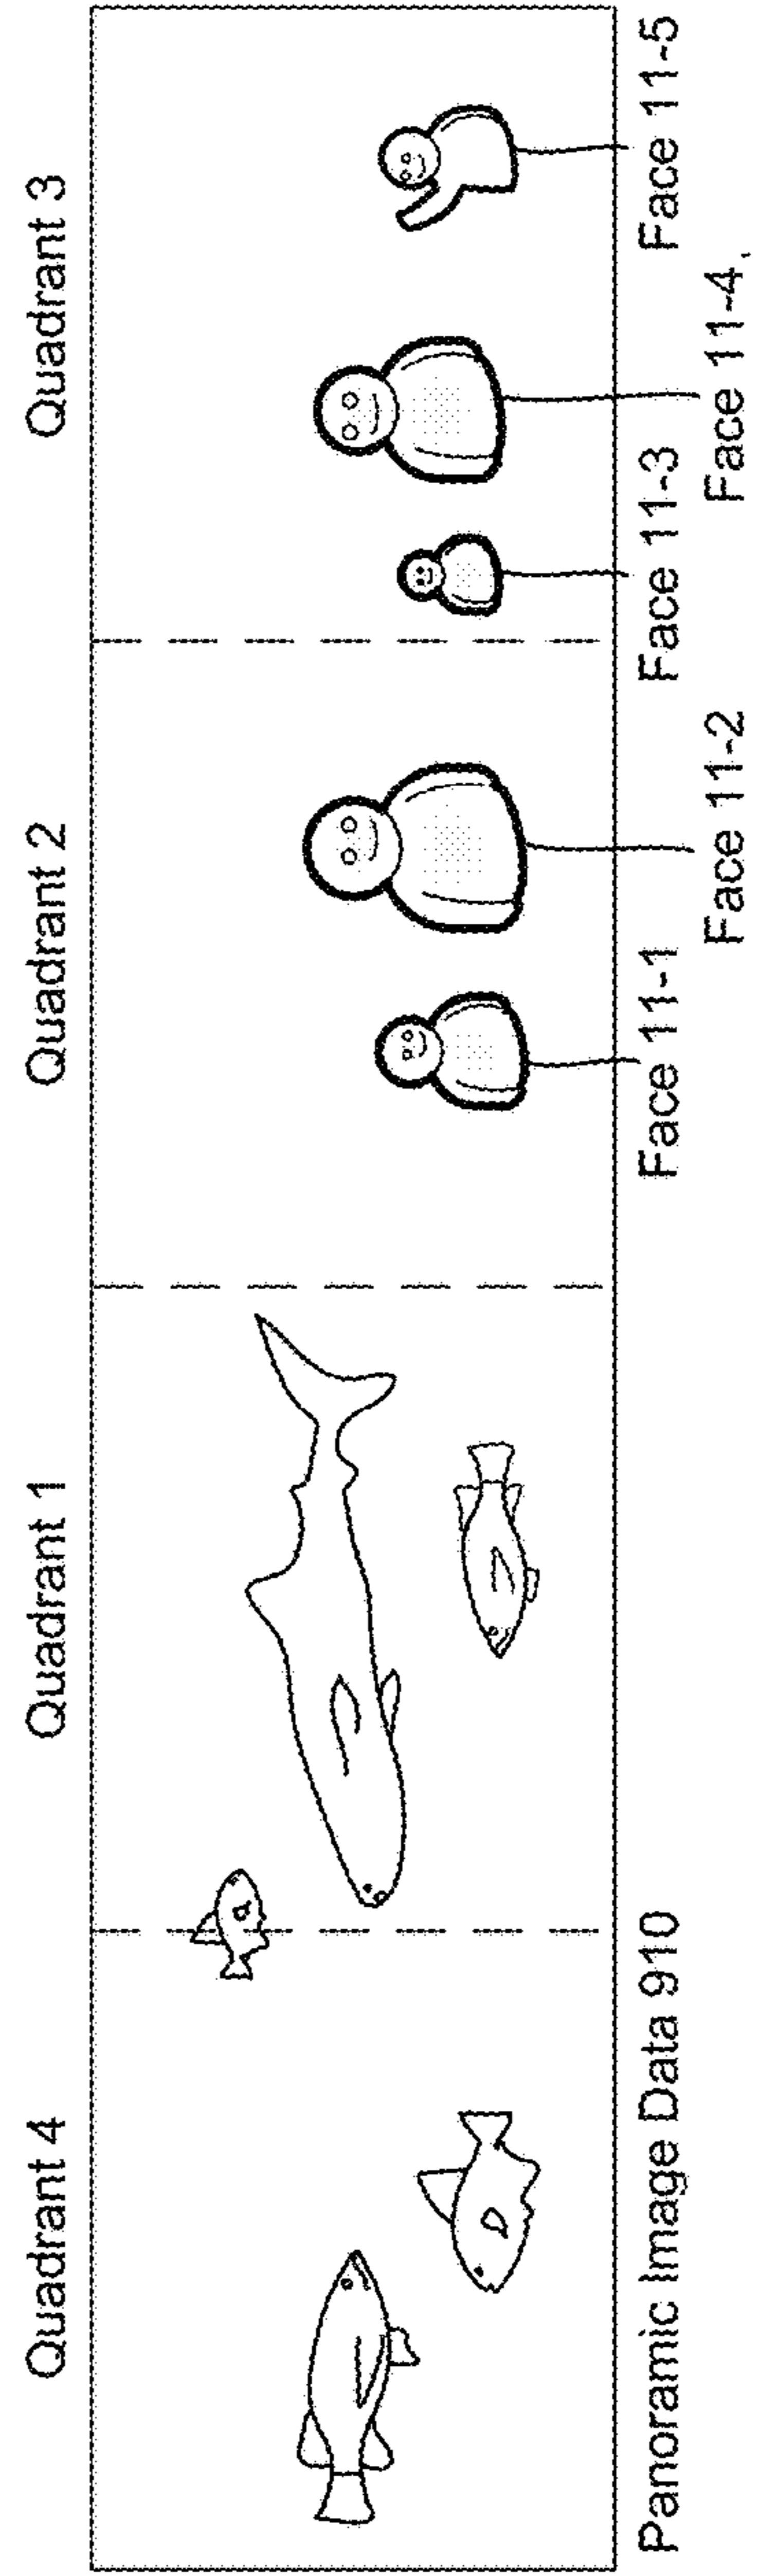 Quadrant 4
Quadrant 1
Quadrant 2
Quadrant 3
Panoramic Image Data 910
Face 11-1
Face 11-3
Face 11-5
Face 11-2
Face 11-4